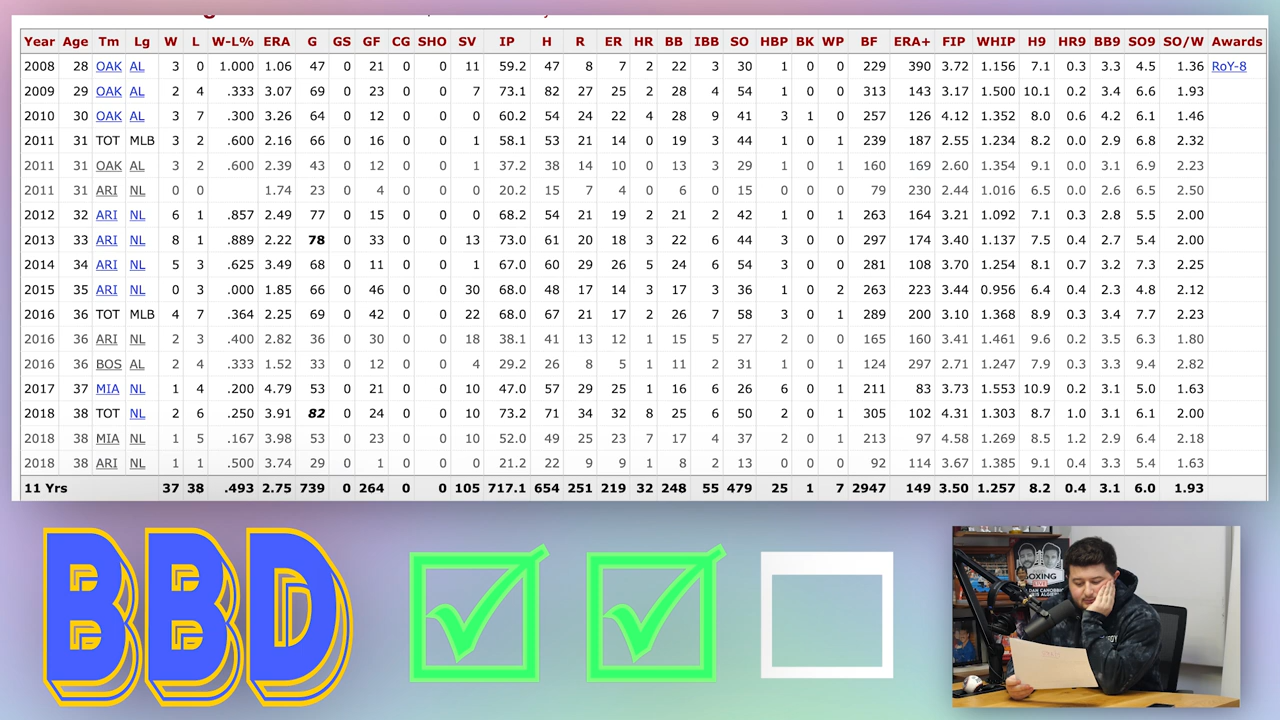 Year Age Tm Lg W L W-L% ERA G GS GF CG SHO SV IP H R ER HR BB IBB SO HBP BK WP BF ERA+ FIP WHIP H9 HR9 BB9 SO9 SO/W Awards
2008 28 OAK AL 3 0 1.000 1.06 47 0 21 0 0 11 59.2 47 8 7 2 22 3 30 1 0 0 229 390 3.72 1.156 7.1 0.3 3.3 4.5 1.36 RoY-8
2009 29 OAK AL 2 4 .333 3.07 69 0 23 0 0 7 73.1 82 27 25 2 28 4 54 1 0 0 313 143 3.17 1.500 10.1 0.2 3.4 6.6 1.93
2010 30 OAK AL 3 7 .300 3.26 64 0 12 0 0 0 60.2 54 24 22 4 28 9 41 3 1 0 257 126 4.12 1.352 8.0 0.6 4.2 6.1 1.46
2011 31 TOT MLB 3 2 .600 2.16 66 0 16 0 0 1 58.1 53 21 14 0 19 3 44 1 0 1 239 187 2.55 1.234 8.2 0.0 2.9 6.8 2.32
2011 31 OAK AL 3 2 .600 2.39 43 0 12 0 0 1 37.2 38 14 10 0 13 3 29 1 0 1 160 169 2.60 1.354 9.1 0.0 3.1 6.9 2.23
2011 31 ARI NL 0 0 1.74 23 0 4 0 0 0 20.2 15 7 4 0 6 0 15 0 0 0 79 230 2.44 1.016 6.5 0.0 2.6 6.5 2.50
2012 32 ARI NL 6 1 .857 2.49 77 0 15 0 0 0 68.2 54 21 19 2 21 2 42 1 0 1 263 164 3.21 1.092 7.1 0.3 2.8 5.5 2.00
2013 33 ARI NL 8 1 .889 2.22 78 0 33 0 0 13 73.0 61 20 18 3 22 6 44 3 0 0 297 174 3.40 1.137 7.5 0.4 2.7 5.4 2.00
2014 34 ARI NL 5 3 .625 3.49 68 0 11 0 0 1 67.0 60 29 26 5 24 6 54 3 0 0 281 108 3.70 1.254 8.1 0.7 3.2 7.3 2.25
2015 35 ARI NL 0 3 .000 1.85 66 0 46 0 0 30 68.0 48 17 14 3 17 3 36 1 0 2 263 223 3.44 0.956 6.4 0.4 2.3 4.8 2.12
2016 36 TOT MLB 4 7 .364 2.25 69 0 42 0 0 22 68.0 67 21 17 2 26 7 58 3 0 1 289 200 3.10 1.368 8.9 0.3 3.4 7.7 2.23
2016 36 ARI NL 2 3 .400 2.82 36 0 30 0 0 18 38.1 41 13 12 1 15 5 27 2 0 0 165 160 3.41 1.461 9.6 0.2 3.5 6.3 1.80
2016 36 BOS AL 2 4 .333 1.52 33 0 12 0 0 4 29.2 26 8 5 1 11 2 31 1 0 1 124 297 2.71 1.247 7.9 0.3 3.3 9.4 2.82
2017 37 MIA NL 1 4 .200 4.79 53 0 21 0 0 10 47.0 57 29 25 1 16 6 26 6 0 1 211 83 3.73 1.553 10.9 0.2 3.1 5.0 1.63
2018 38 TOT NL 2 6 .250 3.91 82 0 24 0 0 10 73.2 71 34 32 8 25 6 50 2 0 1 305 102 4.31 1.303 8.7 1.0 3.1 6.1 2.00
2018 38 MIA NL 1 5 .167 3.98 53 0 23 0 0 10 52.0 49 25 23 7 17 4 37 2 0 1 213 97 4.58 1.269 8.5 1.2 2.9 6.4 2.18
2018 38 ARI NL 1 1 .500 3.74 29 0 1 0 0 0 21.2 22 9 9 1 8 2 13 0 0 0 92 114 3.67 1.385 9.1 0.4 3.3 5.4 1.63
11 Yrs 37 38 .493 2.75 739 0 264 0 0 105 717.1 654 251 219 32 248 55 479 25 1 7 2947 149 3.50 1.257 8.2 0.4 3.1 6.0 1.93
BBD